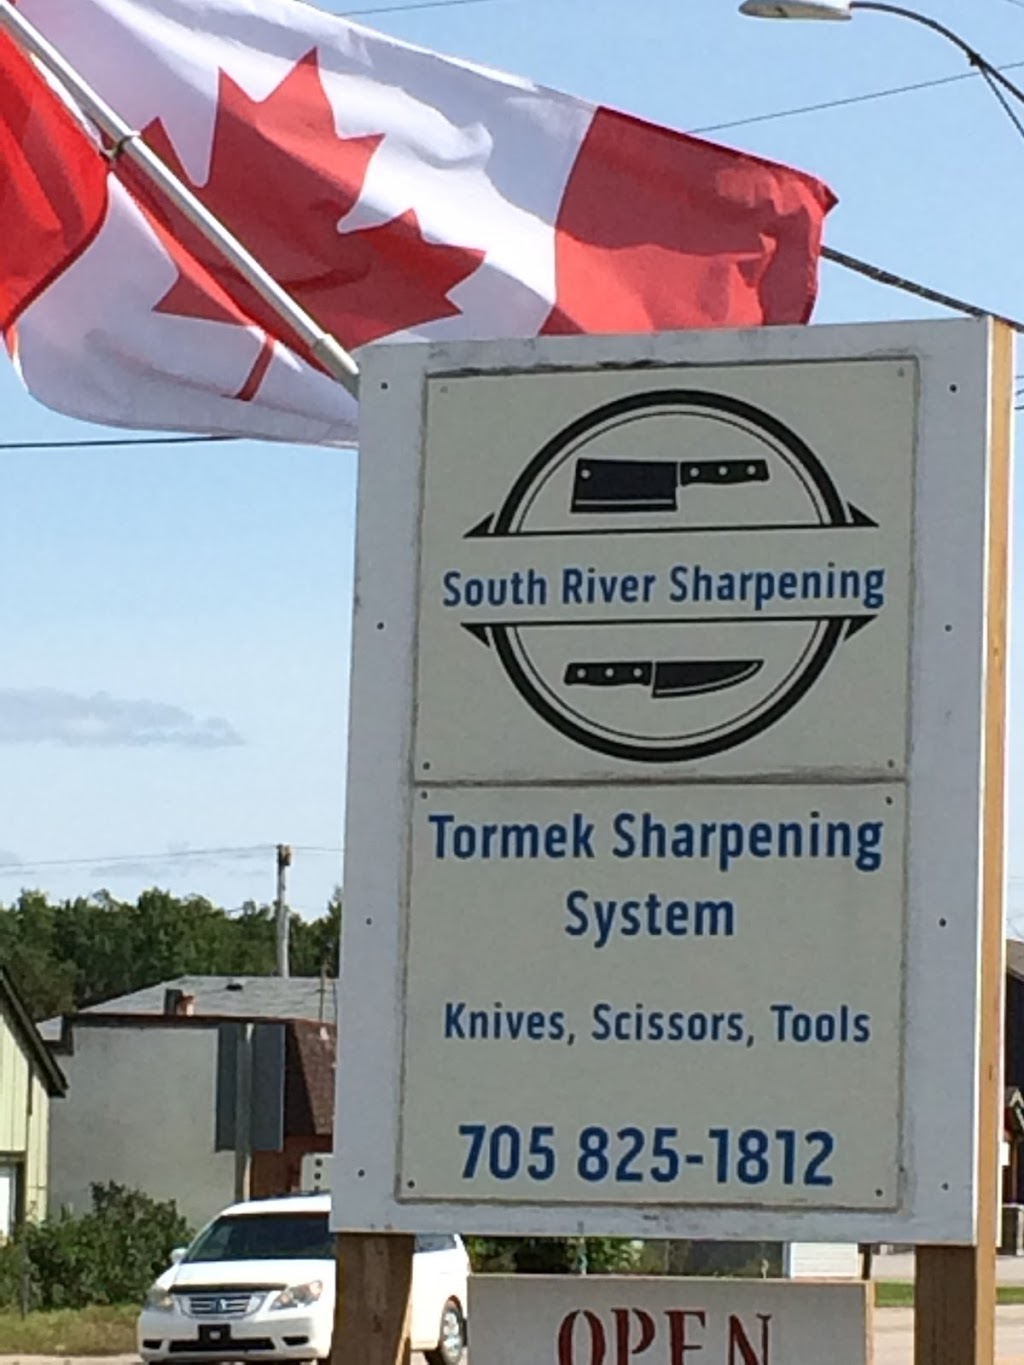 South River Sharpening
Tormek Sharpening
System
Knives, Scissors, Tools
705 825-1812
OPEN